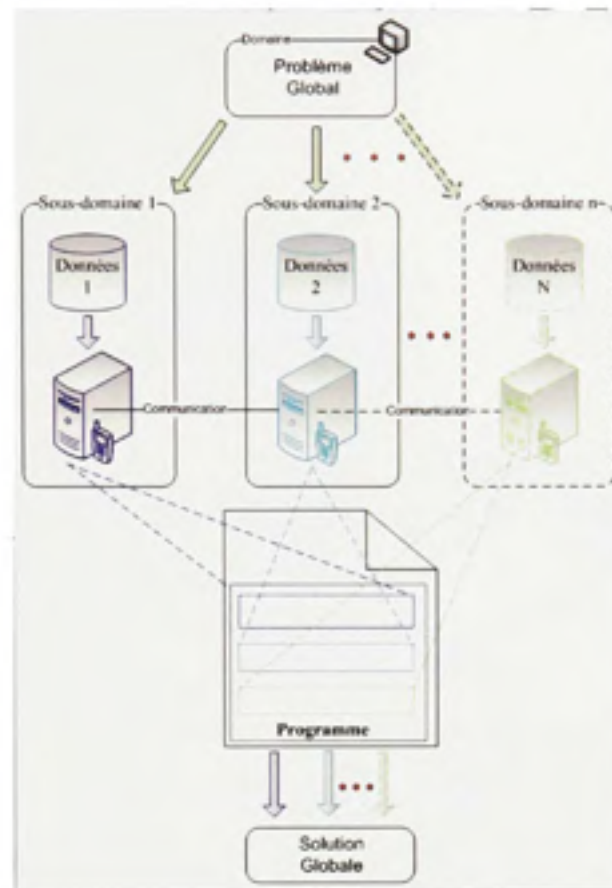 Domaine
Problème
Global
Sous-domaine 1
Sous-domaine 2
Sous-domaine n
Données
1
Données
2
Données
N
Communication
Communication
Programme
Solution
Globale